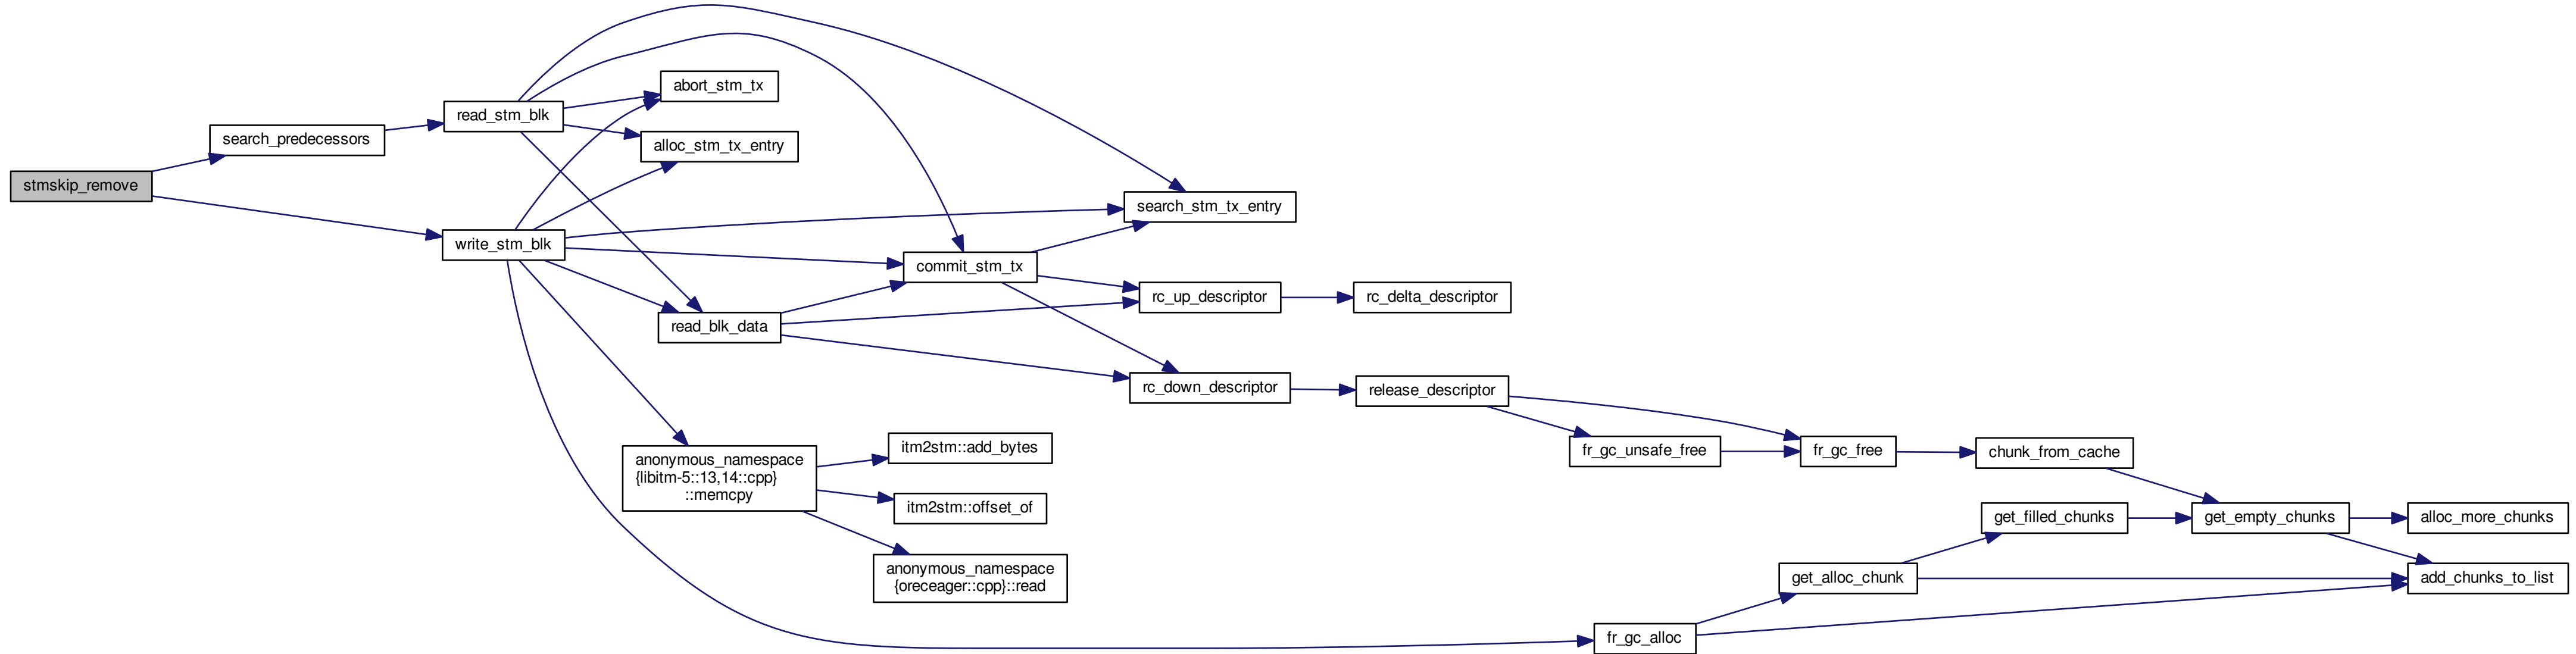 abort_stm_tx
read_stm_blk
search_predecessors
alloc_stm_tx_entry
stmskip_remove
search_stm_tx_entry
write_stm_blk
commit_stm_tx
rc_up_descriptor
rc_delta_descriptor
read_blk_data
rc_down_descriptor
release_descriptor
itm2stm::add_bytes
fr_gc_unsafe_free
fr_gc_free
chunk_from_cache
anonymous_namespace
{libitm-5::13,14::cpp}
::memcpy
itm2stm::offset_of
get_filled_chunks
get_empty_chunks
alloc_more_chunks
anonymous_namespace
{oreceager::cpp}::read
get_alloc_chunk
add_chunks_to_list
fr_gc_alloc